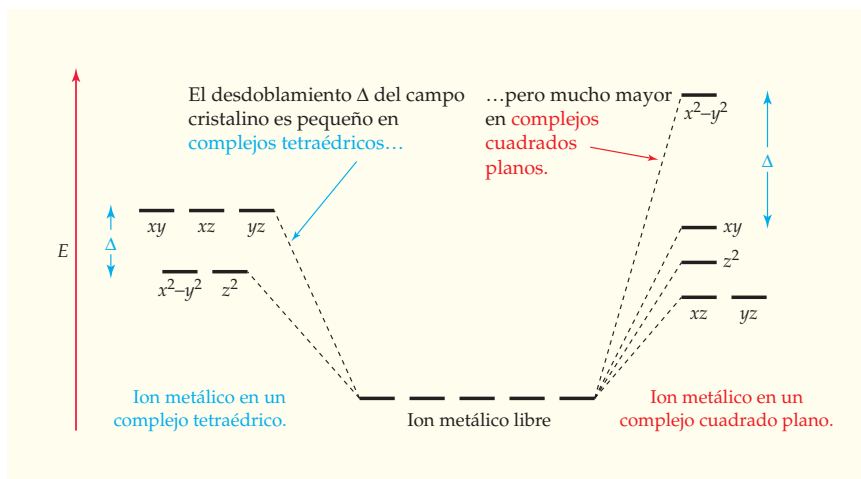 El desdoblamiento Δ del campo
cristalino es pequeño en
complejos tetraédricos…
…pero mucho mayor
en complejos
cuadrados
planos.
x²–y²
Δ
xy
z²
xz yz
E
Δ
xy xz yz
x²–y² z²
Ion metálico en un
complejo tetraédrico.
Ion metálico libre
Ion metálico en un
complejo cuadrado plano.